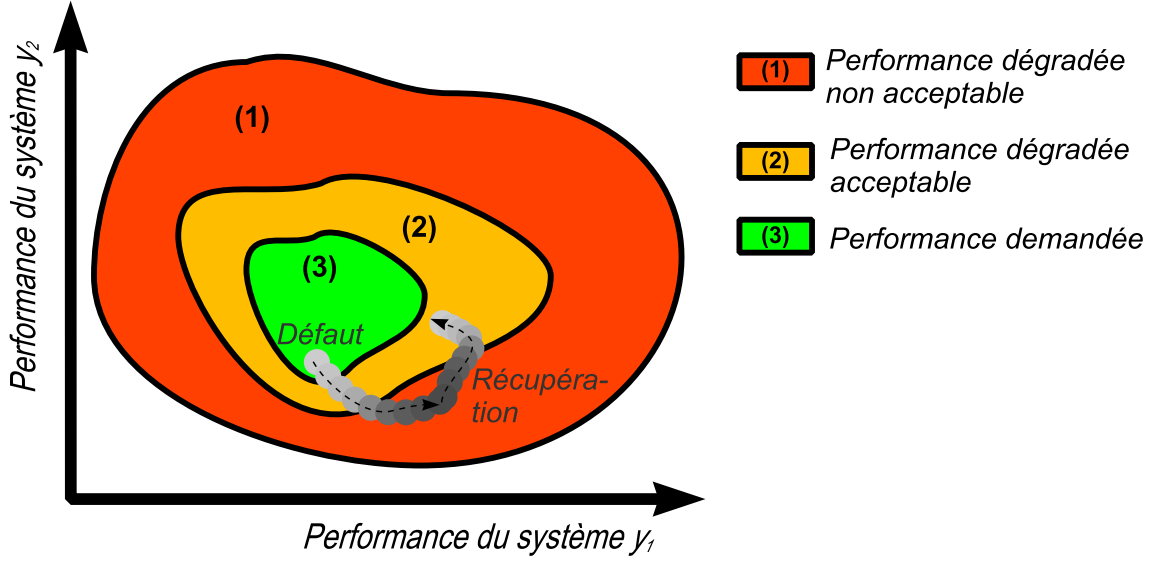 Performance du système y2
(1)
(2)
(3)
Défaut
Récupéra-
tion
Performance du système y1
(1) Performance dégradée
non acceptable
(2) Performance dégradée
acceptable
(3) Performance demandée